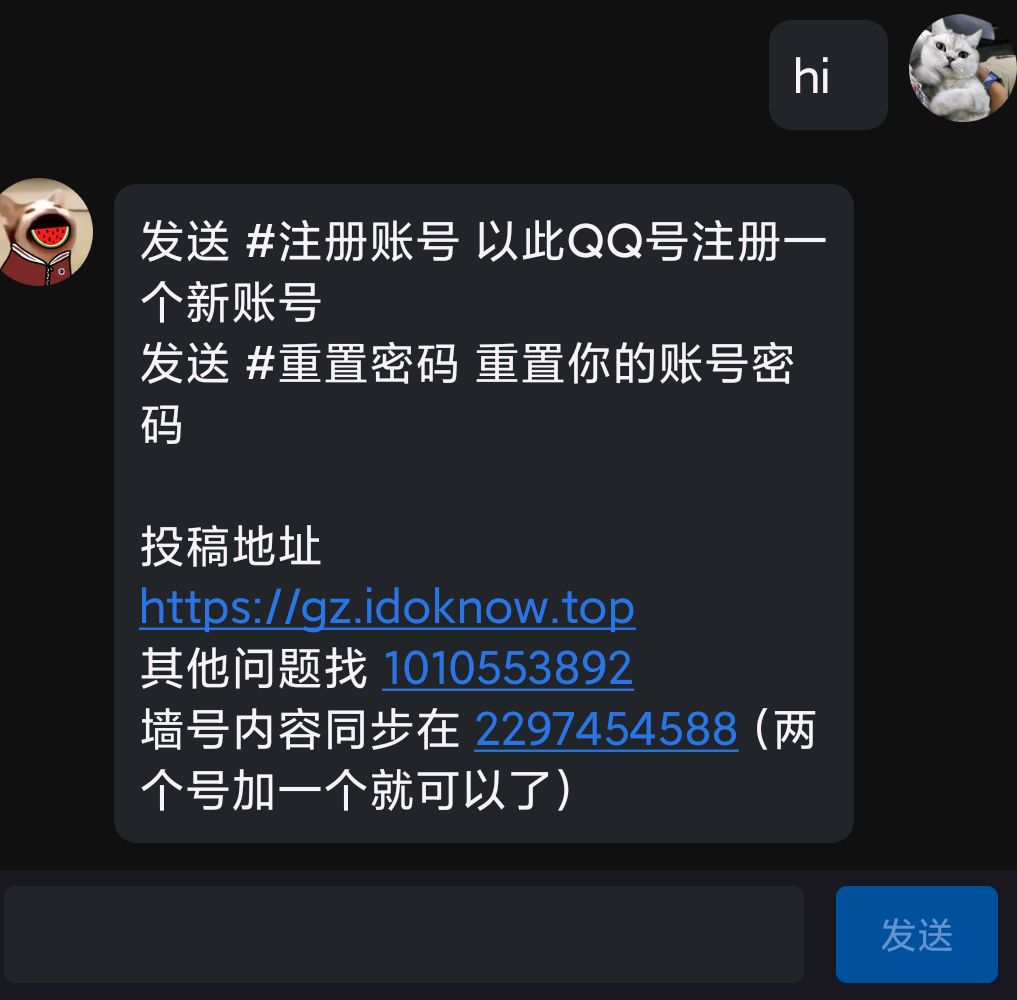 hi
发送 #注册账号 以此QQ号注册一
个新账号
发送 #重置密码 重置你的账号密
码
投稿地址
https://gz.idoknow.top
其他问题找 1010553892
墙号内容同步在 2297454588（两
个号加一个就可以了）
发送